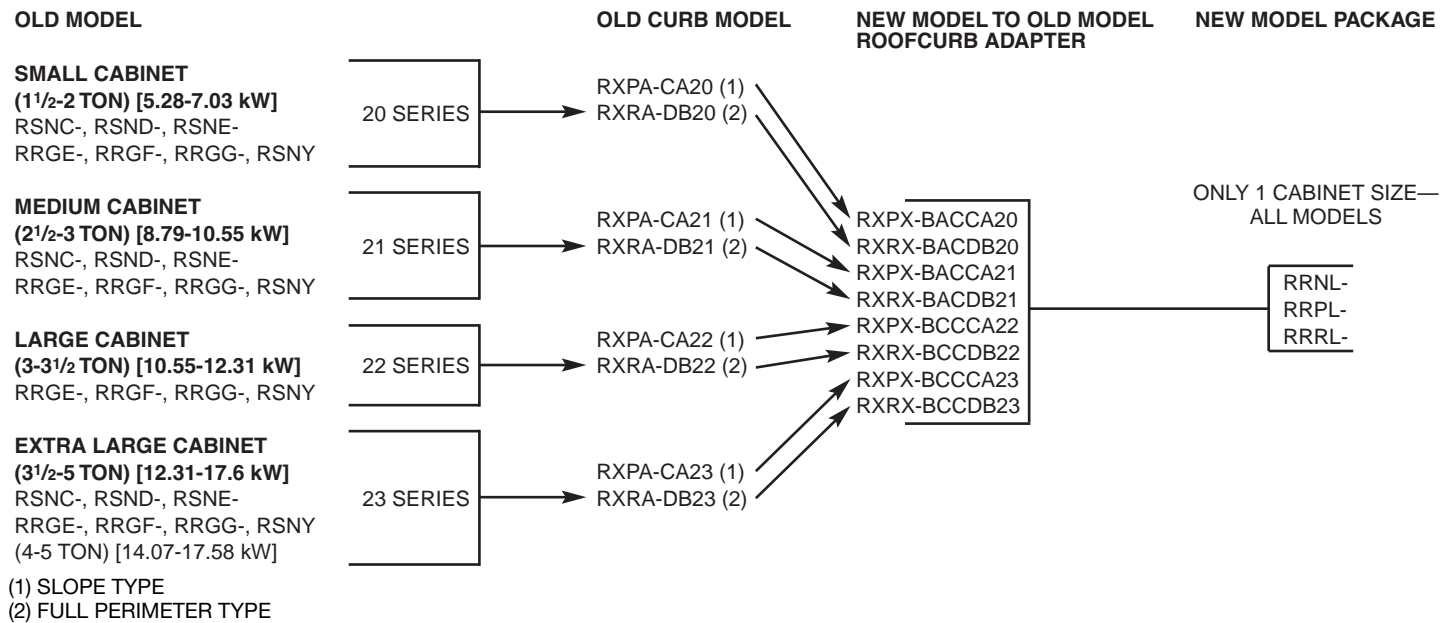 OLD MODEL
OLD CURB MODEL
NEW MODEL TO OLD MODEL
ROOFCURB ADAPTER
NEW MODEL PACKAGE
SMALL CABINET
(1 1/2-2 TON) [5.28-7.03 kW]
RSNC-, RSND-, RSNE-
RRGE-, RRGF-, RRGG-, RSNY
20 SERIES
RXPA-CA20 (1)
RXRA-DB20 (2)
MEDIUM CABINET
(2 1/2-3 TON) [8.79-10.55 kW]
RSNC-, RSND-, RSNE-
RRGE-, RRGF-, RRGG-, RSNY
21 SERIES
RXPA-CA21 (1)
RXRA-DB21 (2)
LARGE CABINET
(3-3 1/2 TON) [10.55-12.31 kW]
RRGE-, RRGF-, RRGG-, RSNY
22 SERIES
RXPA-CA22 (1)
RXRA-DB22 (2)
EXTRA LARGE CABINET
(3 1/2-5 TON) [12.31-17.6 kW]
RSNC-, RSND-, RSNE-
RRGE-, RRGF-, RRGG-, RSNY
(4-5 TON) [14.07-17.58 kW]
23 SERIES
RXPA-CA23 (1)
RXRA-DB23 (2)
RXPX-BACCA20
RXRX-BACDB20
RXPX-BACCA21
RXRX-BACDB21
RXPX-BCCCA22
RXRX-BCCDB22
RXPX-BCCCA23
RXRX-BCCDB23
ONLY 1 CABINET SIZE—
ALL MODELS
RRNL-
RRPL-
RRRL-
(1) SLOPE TYPE
(2) FULL PERIMETER TYPE